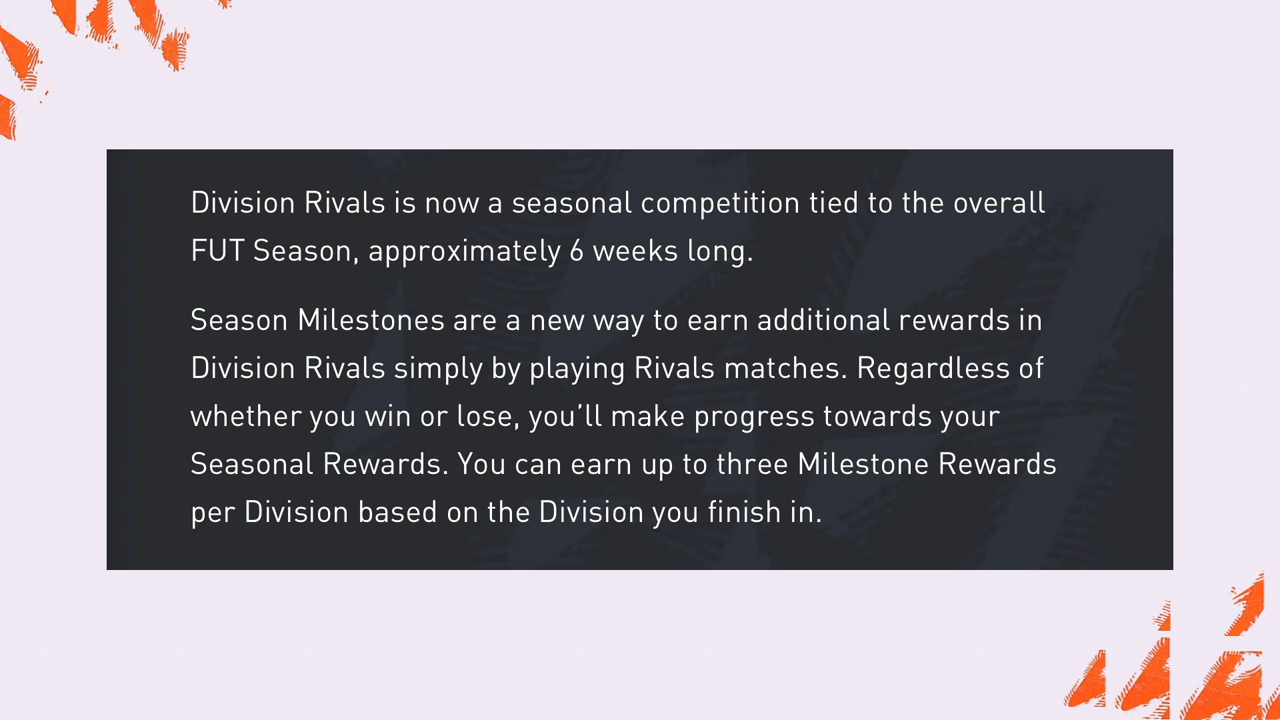 Division Rivals is now a seasonal competition tied to the overall
FUT Season, approximately 6 weeks long.
Season Milestones are a new way to earn additional rewards in
Division Rivals simply by playing Rivals matches. Regardless of
whether you win or lose, you’ll make progress towards your
Seasonal Rewards. You can earn up to three Milestone Rewards
per Division based on the Division you finish in.